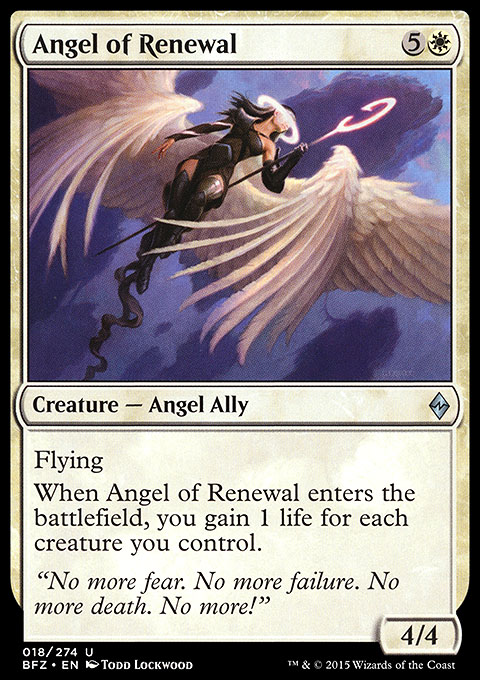 Angel of Renewal 5
Creature — Angel Ally
Flying
When Angel of Renewal enters the
battlefield, you gain 1 life for each
creature you control.
“No more fear. No more failure. No
more death. No more!”
4/4
018/274 U
BFZ • EN Todd Lockwood
™ & © 2015 Wizards of the Coast